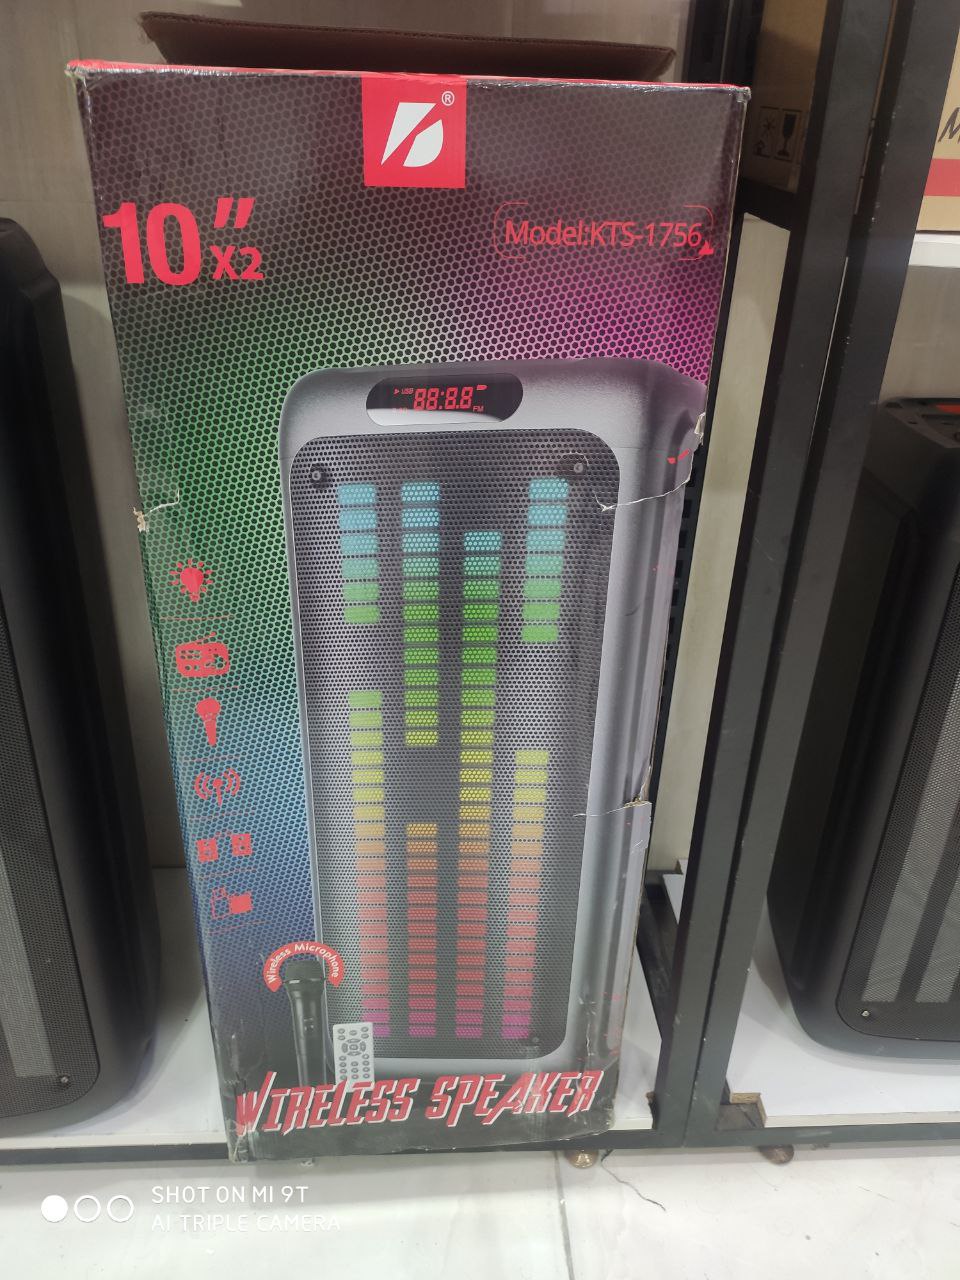 ®
10"x2
Model:KTS-1756
USB
88:8.8
FM
Wireless Microphone
WIRELESS SPEAKER
SHOT ON MI 9T
AI TRIPLE CAMERA